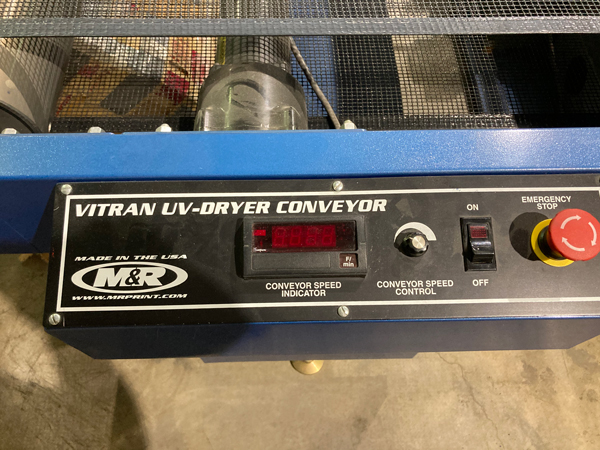 VITRAN UV-DRYER CONVEYOR
MADE IN THE USA
M&R
WWW.MRPRINT.COM
F/
min
CONVEYOR SPEED
INDICATOR
CONVEYOR SPEED
CONTROL
ON
OFF
EMERGENCY
STOP